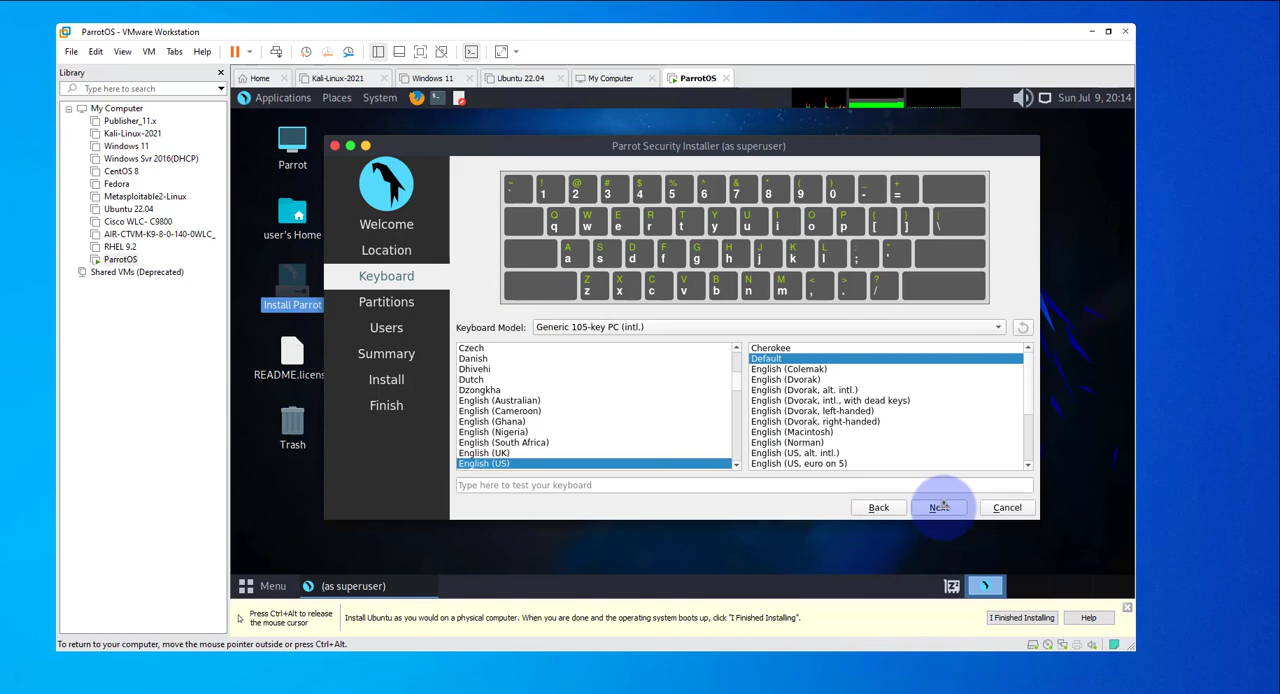 ParrotOS - VMware Workstation
File Edit View VM Tabs Help
Library
Type here to search
My Computer
Publisher_11.x
Kali-Linux-2021
Windows 11
Windows Svr 2016(DHCP)
CentOS 8
Fedora
Metasploitable2-Linux
Ubuntu 22.04
Cisco WLC- C9800
AIR-CTVM-K9-8-0-140-0WLC_
RHEL 9.2
ParrotOS
Shared VMs (Deprecated)
Home Kali-Linux-2021 Windows 11 Ubuntu 22.04 My Computer ParrotOS
Applications Places System Sun Jul 9, 20:14
Parrot
user's Home
Install Parrot
README.licens
Trash
Parrot Security Installer (as superuser)
Welcome
Location
Keyboard
Partitions
Users
Summary
Install
Finish
~ ! @ # $ % ^ & * ( ) _ +
` 1 2 3 4 5 6 7 8 9 0 - =
Q W E R T Y U I O P { } |
q w e r t y u i o p [ ] \
A S D F G H J K L : "
a s d f g h j k l ; '
Z X C V B N M < > ?
z x c v b n m , . /
Keyboard Model: Generic 105-key PC (intl.)
Czech
Danish
Dhivehi
Dutch
Dzongkha
English (Australian)
English (Cameroon)
English (Ghana)
English (Nigeria)
English (South Africa)
English (UK)
English (US)
Cherokee
Default
English (Colemak)
English (Dvorak)
English (Dvorak, alt. intl.)
English (Dvorak, intl., with dead keys)
English (Dvorak, left-handed)
English (Dvorak, right-handed)
English (Macintosh)
English (Norman)
English (US, alt. intl.)
English (US, euro on 5)
Type here to test your keyboard
Back Next Cancel
Menu (as superuser)
Press Ctrl+Alt to release
the mouse cursor
Install Ubuntu as you would on a physical computer. When you are done and the operating system boots up, click "I Finished Installing".
I Finished Installing Help
To return to your computer, move the mouse pointer outside or press Ctrl+Alt.